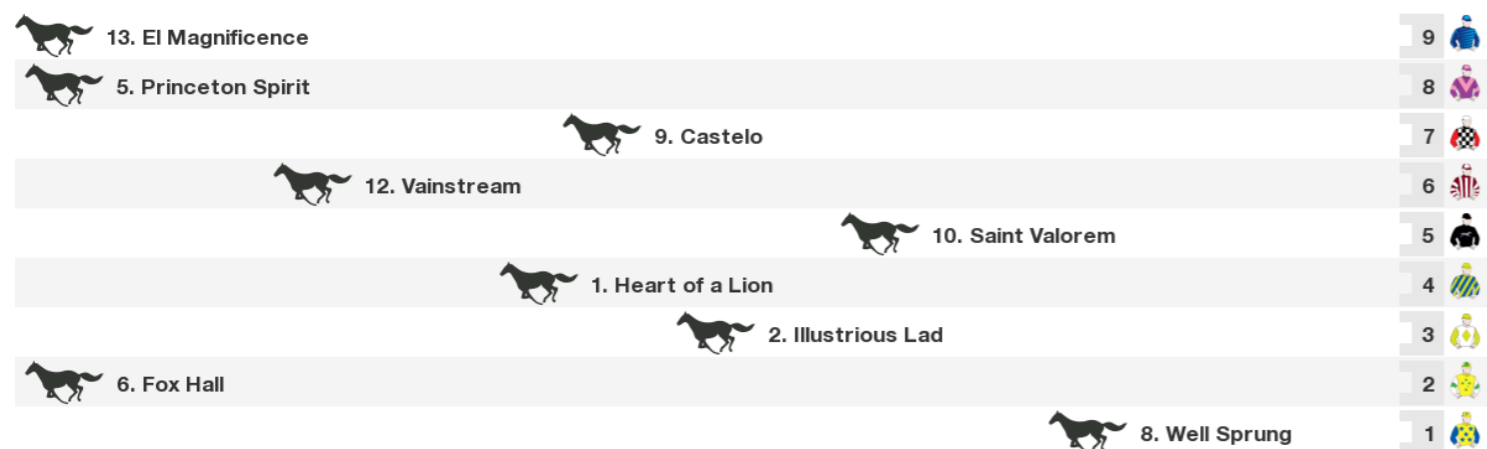 13. El Magnificence 9
5. Princeton Spirit 8
9. Castelo 7
12. Vainstream 6
10. Saint Valorem 5
1. Heart of a Lion 4
2. Illustrious Lad 3
6. Fox Hall 2
8. Well Sprung 1